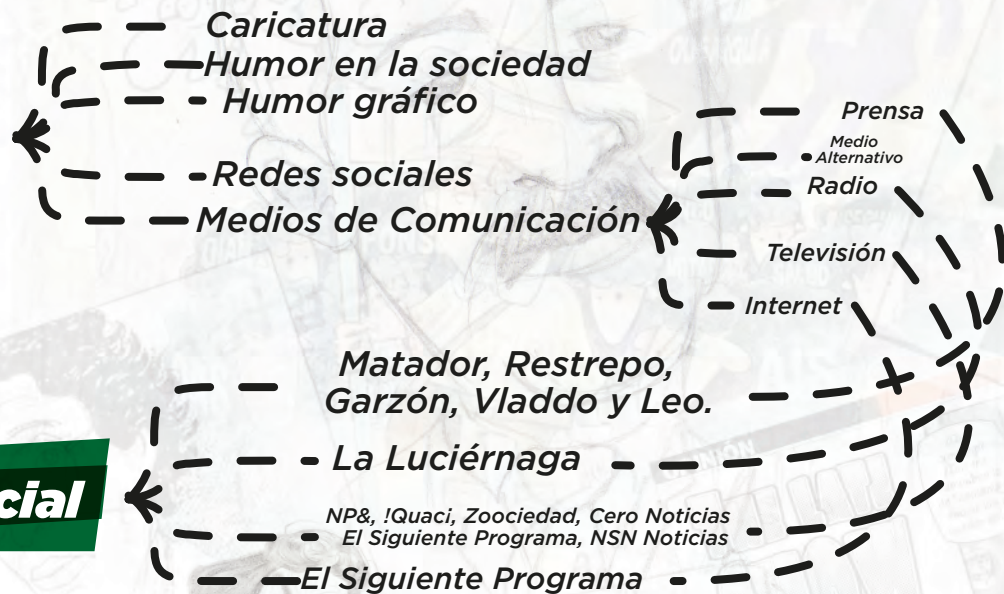 Caricatura
Humor en la sociedad
Humor gráfico
Redes sociales
Medios de Comunicación
Prensa
Medio
Alternativo
Radio
Televisión
Internet
Matador, Restrepo,
Garzón, Vladdo y Leo.
La Luciérnaga
cial
NP&, !Quaci, Zoociedad, Cero Noticias
El Siguiente Programa, NSN Noticias
El Siguiente Programa